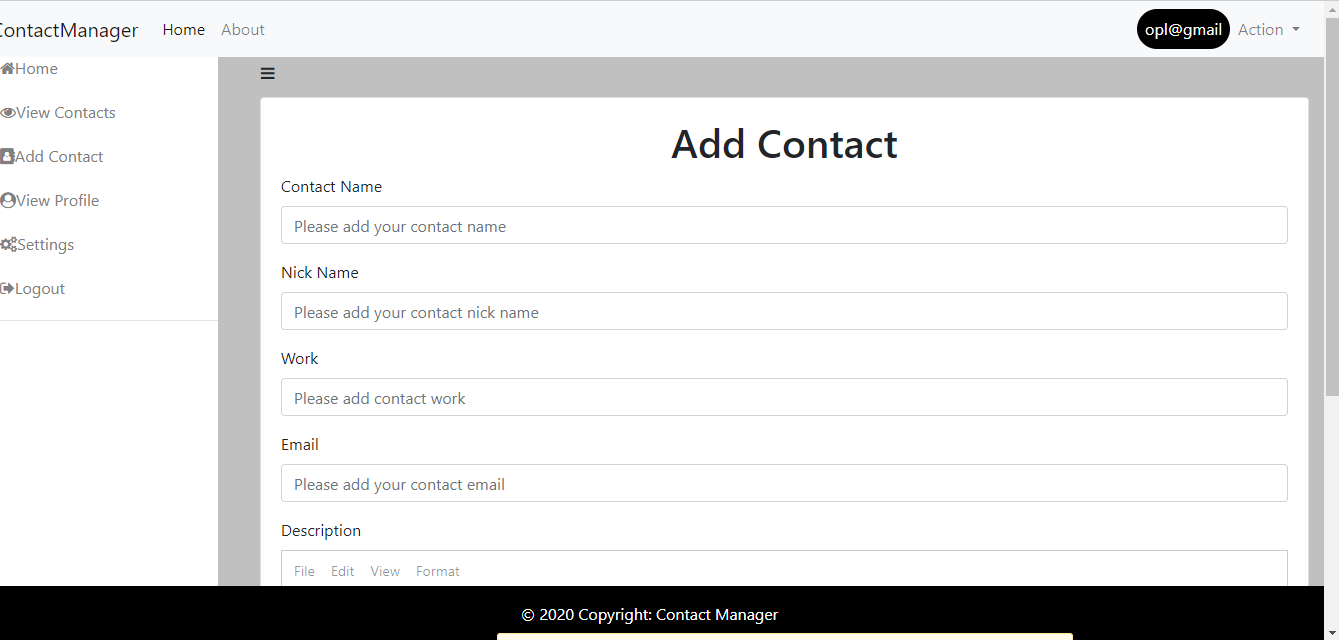 ContactManager Home About opl@gmail Action
Home
View Contacts
Add Contact
View Profile
Settings
Logout
Add Contact
Contact Name
Please add your contact name
Nick Name
Please add your contact nick name
Work
Please add contact work
Email
Please add your contact email
Description
File Edit View Format
© 2020 Copyright: Contact Manager